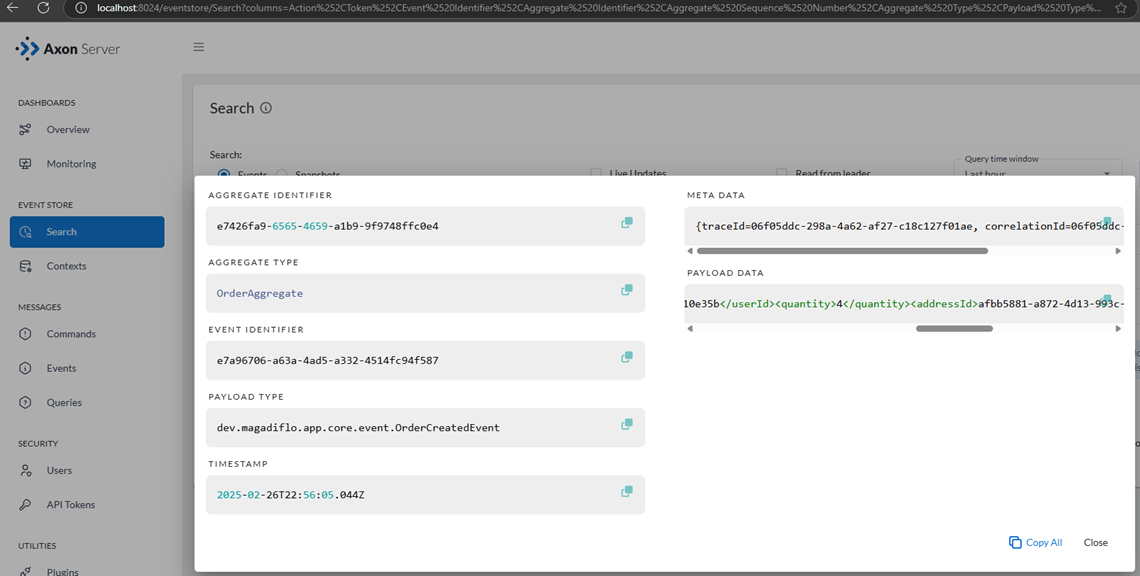 localhost:8024/eventstore/Search?columns=Action%252CToken%252CEvent%2520Identifier%252CAggregate%2520Identifier%252CAggregate%2520Sequence%2520Number%252CAggregate%2520Type%252CPayload%2520Type%...
Axon Server
DASHBOARDS
Overview
Monitoring
EVENT STORE
Search
Contexts
MESSAGES
Commands
Events
Queries
SECURITY
Users
API Tokens
UTILITIES
Plugins
Search
Search:
Events
Snapshots
Live Updates
Read from leader
Query time window
Last hour
AGGREGATE IDENTIFIER
e7426fa9-6565-4659-a1b9-9f9748ffc0e4
AGGREGATE TYPE
OrderAggregate
EVENT IDENTIFIER
e7a96706-a63a-4ad5-a332-4514fc94f587
PAYLOAD TYPE
dev.magadiflo.app.core.event.OrderCreatedEvent
TIMESTAMP
2025-02-26T22:56:05.044Z
META DATA
{traceId=06f05ddc-298a-4a62-af27-c18c127f01ae, correlationId=06f05ddc-
PAYLOAD DATA
10e35b</userId><quantity>4</quantity><addressId>afbb5881-a872-4d13-993c-
Copy All
Close